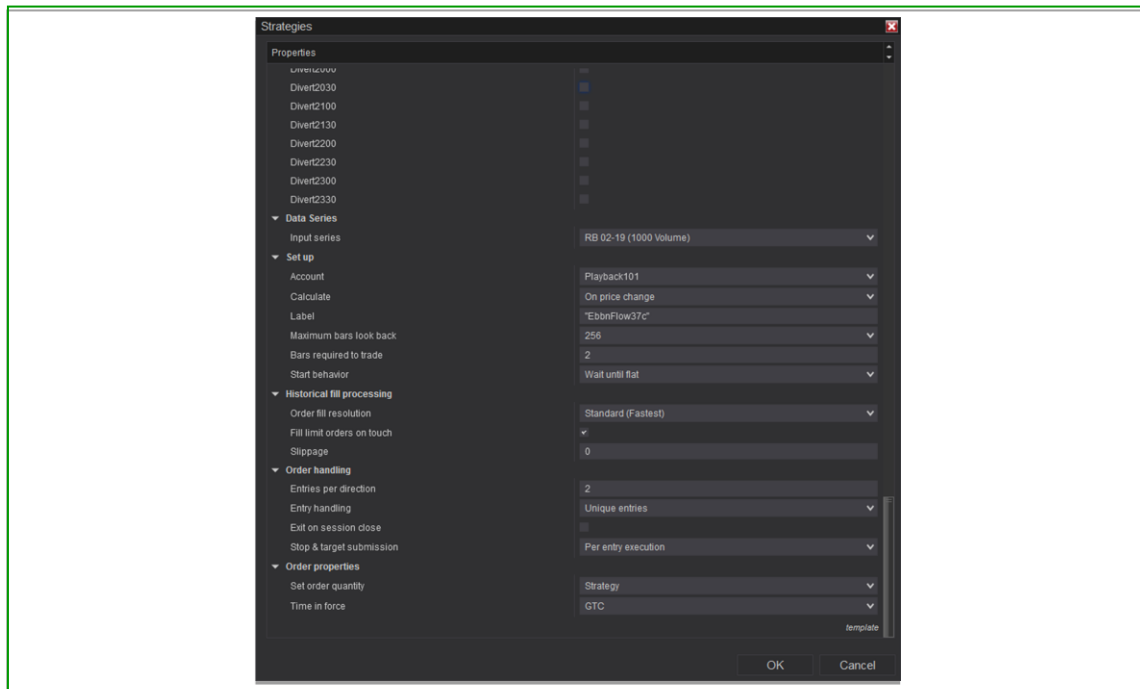 Strategies
Properties
Divert2000
Divert2030
Divert2100
Divert2130
Divert2200
Divert2230
Divert2300
Divert2330
Data Series
Input series RB 02-19 (1000 Volume)
Set up
Account Playback101
Calculate On price change
Label "EbbnFlow37c"
Maximum bars look back 256
Bars required to trade 2
Start behavior Wait until flat
Historical fill processing
Order fill resolution Standard (Fastest)
Fill limit orders on touch
Slippage 0
Order handling
Entries per direction 2
Entry handling Unique entries
Exit on session close
Stop & target submission Per entry execution
Order properties
Set order quantity Strategy
Time in force GTC
template
OK Cancel